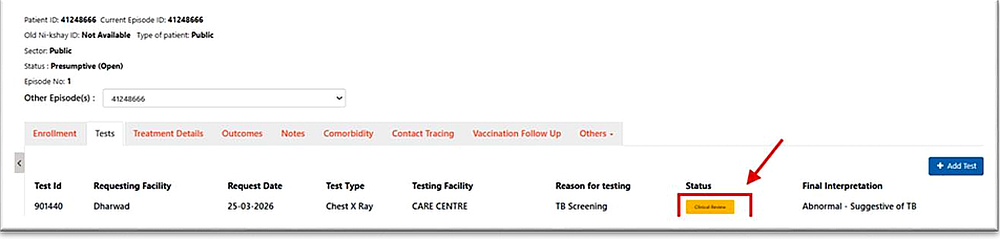 Patient ID: 41248666 Current Episode ID: 41248666
Old Ni-kshay ID: Not Available Type of patient: Public
Sector: Public
Status : Presumptive (Open)
Episode No: 1
Other Episode(s) : 41248666
Enrollment Tests Treatment Details Outcomes Notes Comorbidity Contact Tracing Vaccination Follow Up Others
+ Add Test
Test Id Requesting Facility Request Date Test Type Testing Facility Reason for testing Status Final Interpretation
901440 Dharwad 25-03-2026 Chest X Ray CARE CENTRE TB Screening Clinical Review Abnormal - Suggestive of TB